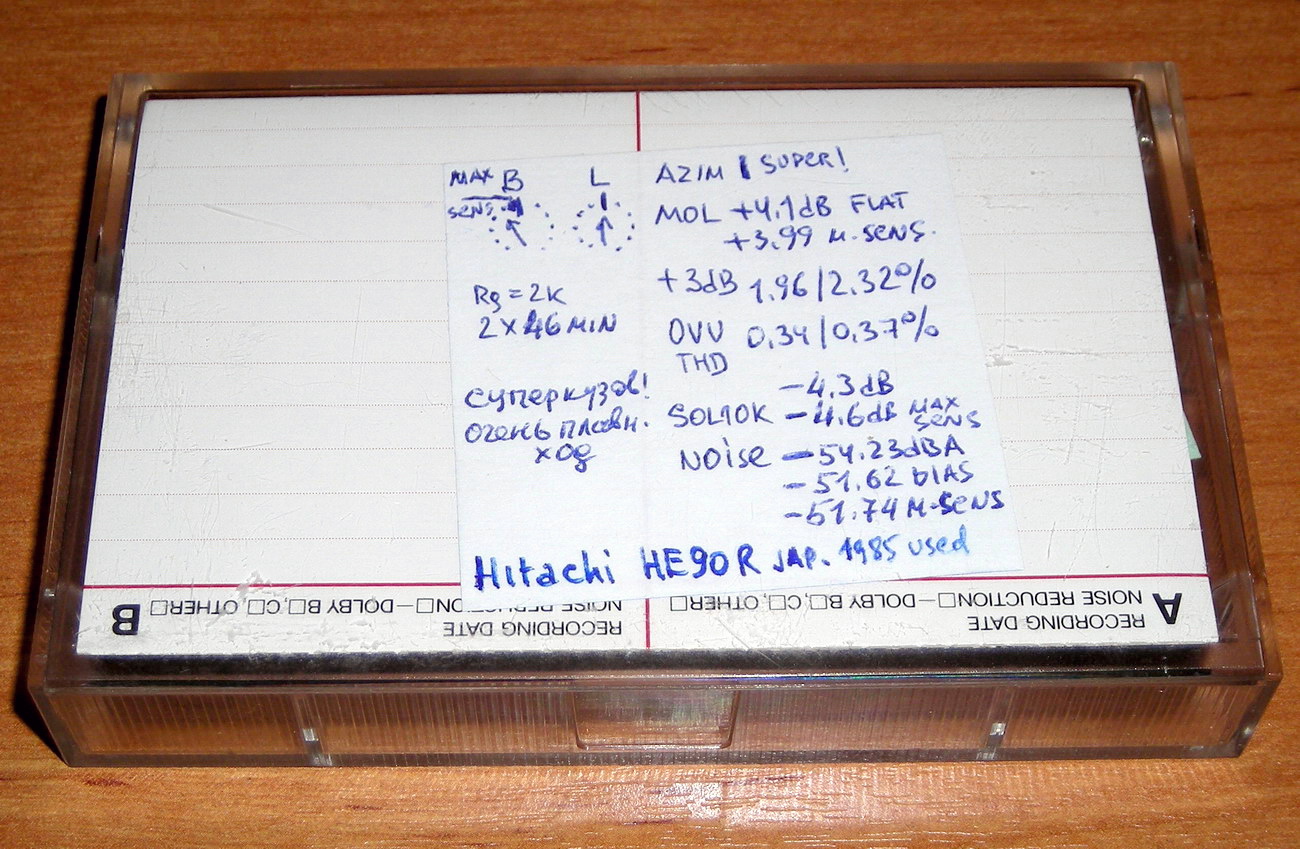 MAX B L
SENS
Rg = 2K
2 x 46 MIN
Суперкузов!
очень плавн.
ход
AZIM | SUPER!
MOL +4.1dB FLAT
+3.99 M.SENS.
+3dB 1.96/2.32%
OVU 0.34/0.37%
THD
-4.3dB
SOL10K -4.6dB MAX SENS
NOISE -54.23dBA
-51.62 BIAS
-51.74 M-SENS
Hitachi HE90R JAP. 1985 used
B
NOISE REDUCTION—DOLBY B□, C□, OTHER□
RECORDING DATE
A
NOISE REDUCTION□—DOLBY B□, C□, OTHER□
RECORDING DATE